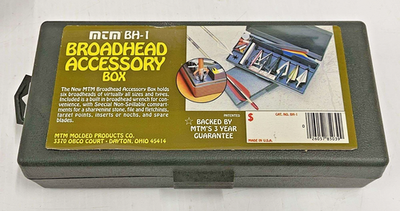 mtm BH-1
BROADHEAD
ACCESSORY
BOX
The New MTM Broadhead Accessory Box holds
six broadheads of virtually all sizes and types.
Included is a built in broadhead wrench for con-
venience, with Special Non-Spillable compart-
ments for a sharpening stone, file and fletchings,
target points, inserts or nocks, and spare
blades.
MTM MOLDED PRODUCTS CO.
3370 OBCO COURT • DAYTON, OHIO 45414
PATENTED
BACKED BY
MTM'S 3 YEAR
GUARANTEE
$
CAT. NO. BH-1
MADE IN U.S.A.